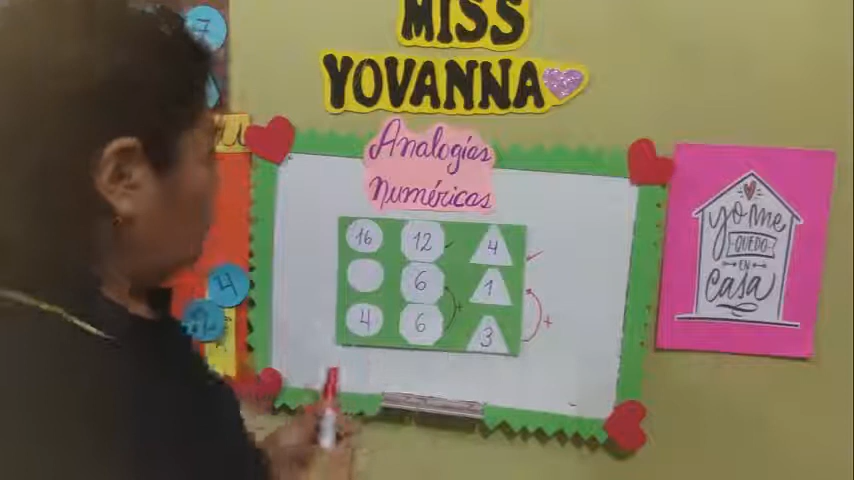 MISS
YOVANNA
Analogías
Numéricas
16 12 4
6 1
4 6 3
+
+
4
7
yo me
QUEDO
EN
casa